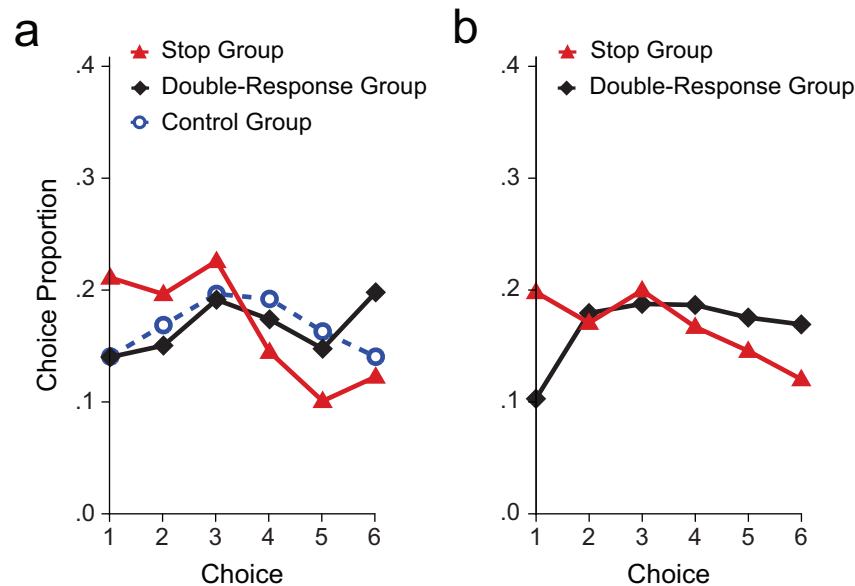 a
Stop Group
Double-Response Group
Control Group
.4
.3
.2
.1
.0
Choice Proportion
1 2 3 4 5 6
Choice
b
Stop Group
Double-Response Group
.4
.3
.2
.1
.0
1 2 3 4 5 6
Choice